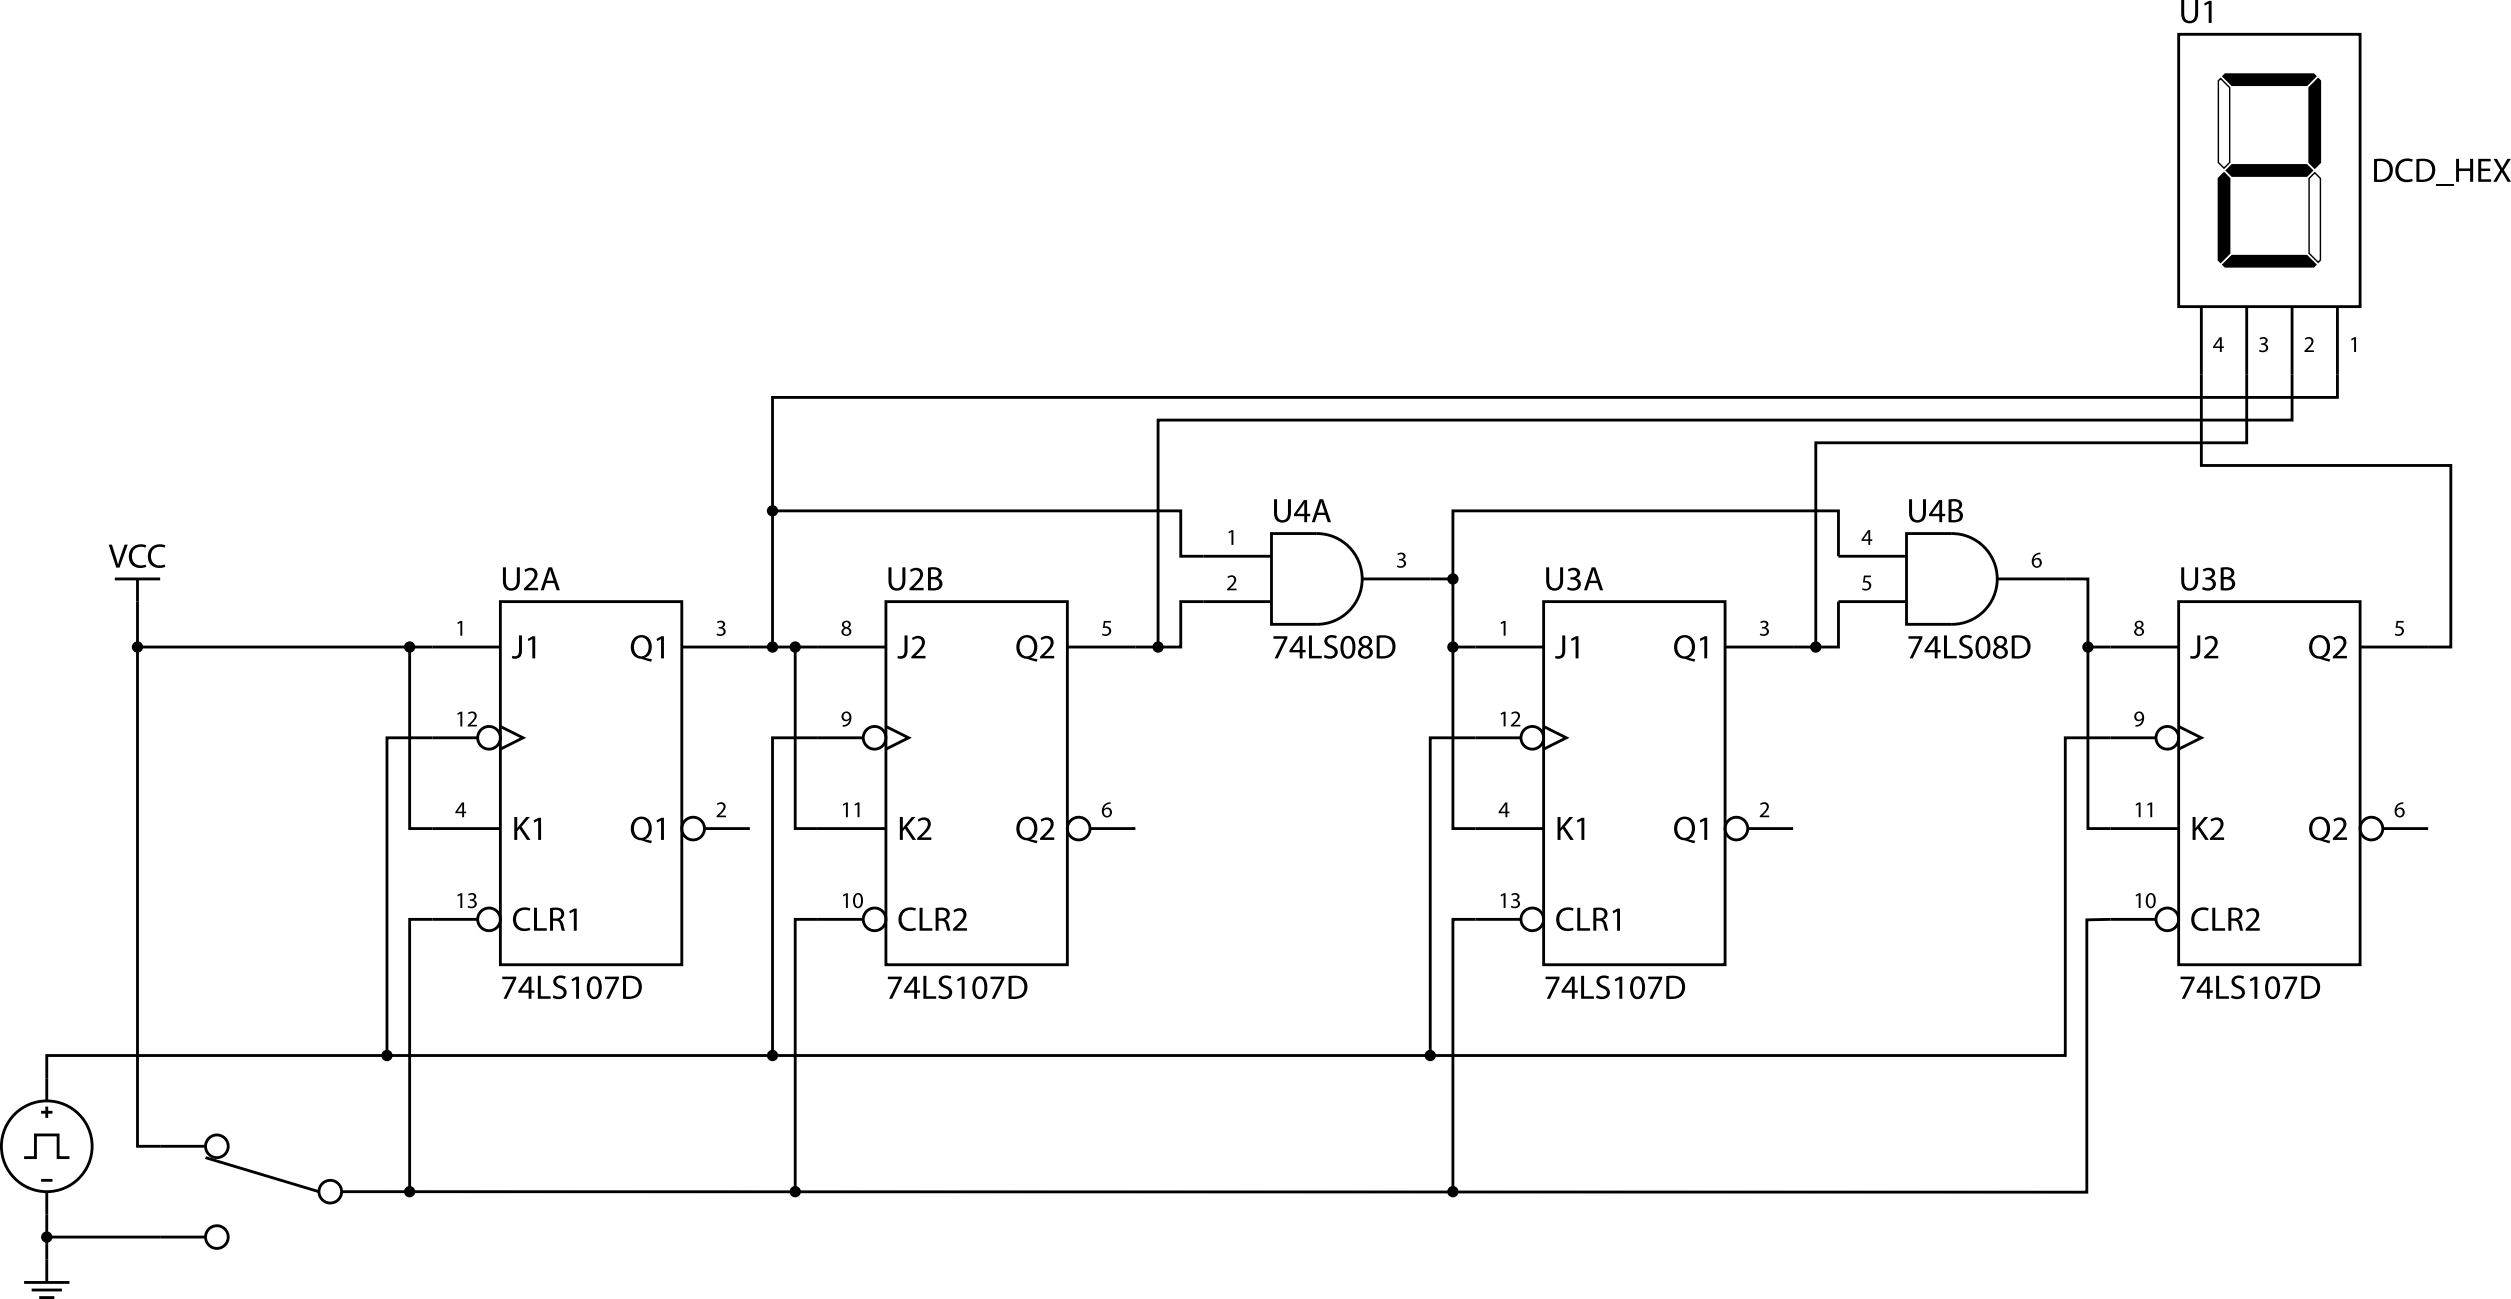 U1
DCD_HEX
4 3 2 1
U4A
1
2
3
74LS08D
U4B
4
5
6
74LS08D
VCC
U2A
1 J1 Q1 3
12
4 K1 Q1 2
13 CLR1
74LS107D
U2B
8 J2 Q2 5
9
11 K2 Q2 6
10 CLR2
74LS107D
U3A
1 J1 Q1 3
12
4 K1 Q1 2
13 CLR1
74LS107D
U3B
8 J2 Q2 5
9
11 K2 Q2 6
10 CLR2
74LS107D
+
−